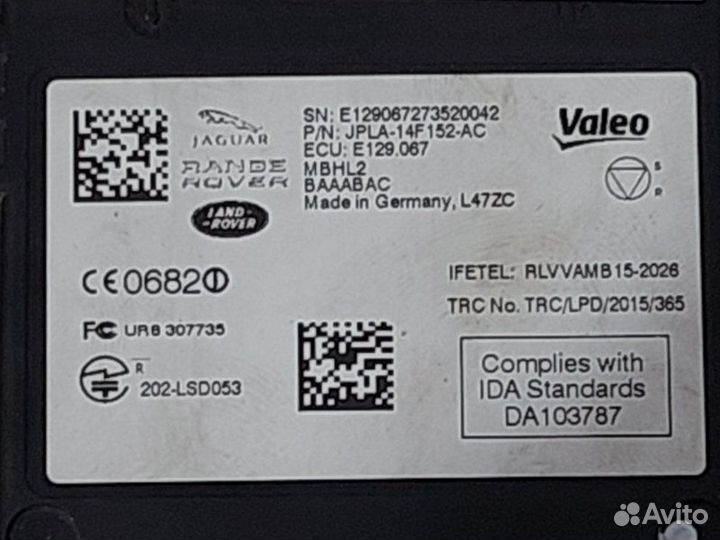 JAGUAR
RANGE
ROVER
LAND-
-ROVER
SN: E129067273520042
P/N: JPLA-14F152-AC
ECU: E129.067
MBHL2
BAAABAC
Made in Germany, L47ZC
Valeo
S
R
CE0682
IFETEL: RLVVAMB15-2026
TRC No. TRC/LPD/2015/365
FC UR8 307735
R
202-LSD053
Complies with
IDA Standards
DA103787
Avito